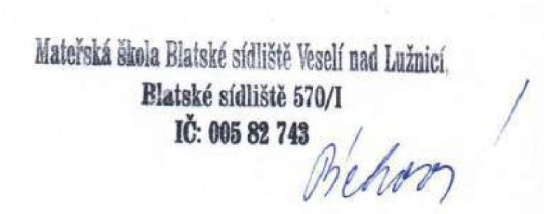 Mateřská škola Blatské sídliště Veselí nad Lužnicí,
Blatské sídliště 570/I
IČ: 005 82 743